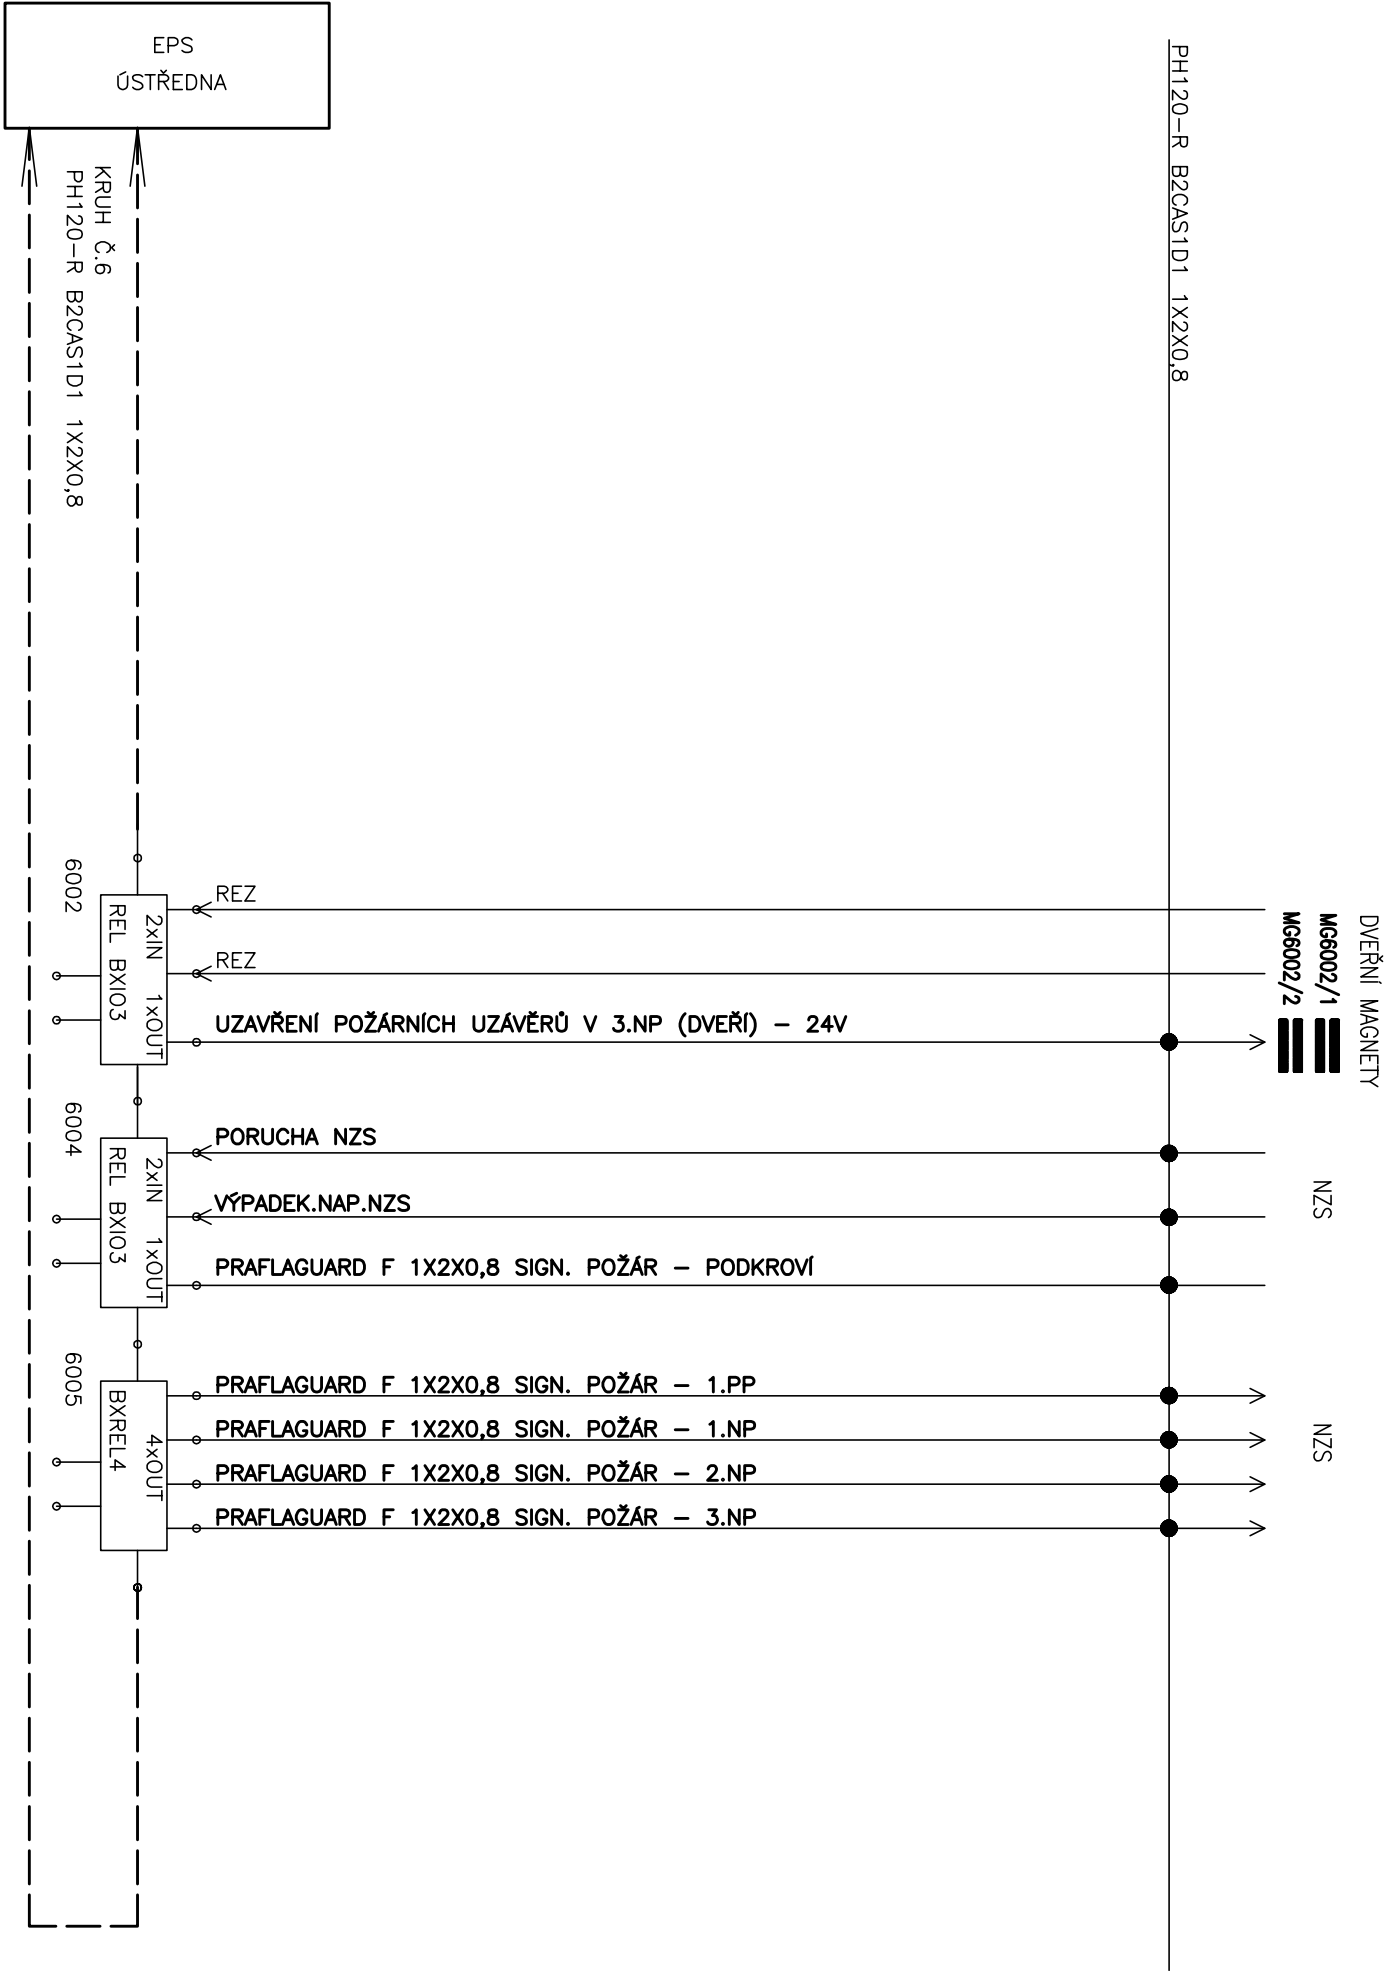 EPS
ÚSTŘEDNA
KRUH Č.6
PH120-R B2CAS1D1 1X2X0,8
PH120-R B2CAS1D1 1X2X0,8
6002
REL BXIO3
2xIN 1xOUT
REZ
REZ
UZAVŘENÍ POŽÁRNÍCH UZÁVĚRŮ V 3.NP (DVEŘÍ) - 24V
DVEŘNÍ MAGNETY
MG6002/1
MG6002/2
6004
REL BXIO3
2xIN 1xOUT
PORUCHA NZS
VÝPADEK.NAP.NZS
PRAFLAGUARD F 1X2X0,8 SIGN. POŽÁR - PODKROVÍ
NZS
6005
BXREL4
4xOUT
PRAFLAGUARD F 1X2X0,8 SIGN. POŽÁR - 1.PP
PRAFLAGUARD F 1X2X0,8 SIGN. POŽÁR - 1.NP
PRAFLAGUARD F 1X2X0,8 SIGN. POŽÁR - 2.NP
PRAFLAGUARD F 1X2X0,8 SIGN. POŽÁR - 3.NP
NZS